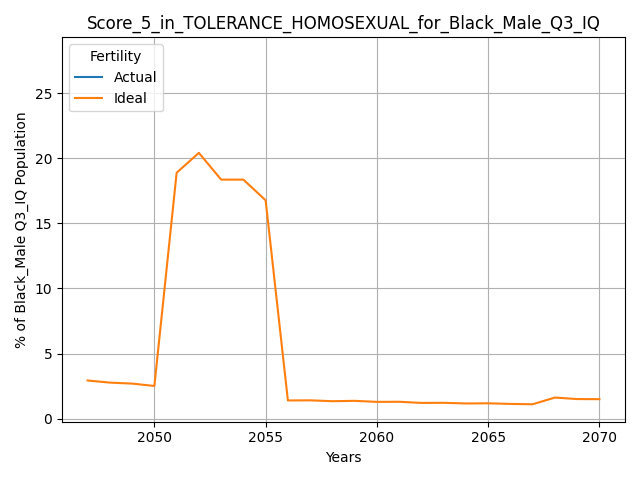 Score_5_in_TOLERANCE_HOMOSEXUAL_for_Black_Male_Q3_IQ
Fertility
Actual
Ideal
25
20
15
10
5
0
% of Black_Male Q3_IQ Population
2050
2055
2060
2065
2070
Years